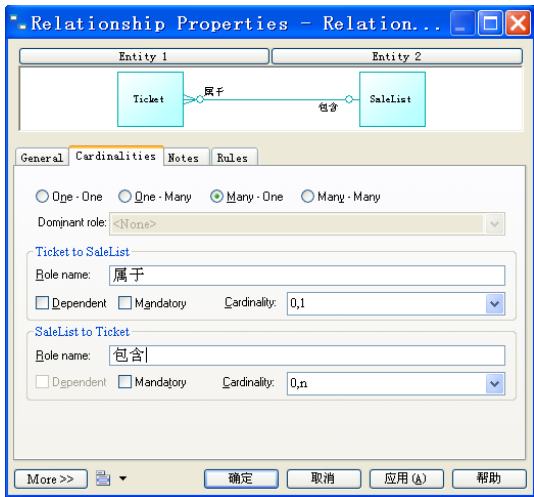 Relationship Properties - Relation...
Entity 1 Entity 2
Ticket 属于 包含 SaleList
General Cardinalities Notes Rules
One - One One - Many Many - One Many - Many
Dominant role: <None>
Ticket to SaleList
Role name: 属于
Dependent Mandatory Cardinality: 0,1
SaleList to Ticket
Role name: 包含
Dependent Mandatory Cardinality: 0,n
More >> 确定 取消 应用(A) 帮助